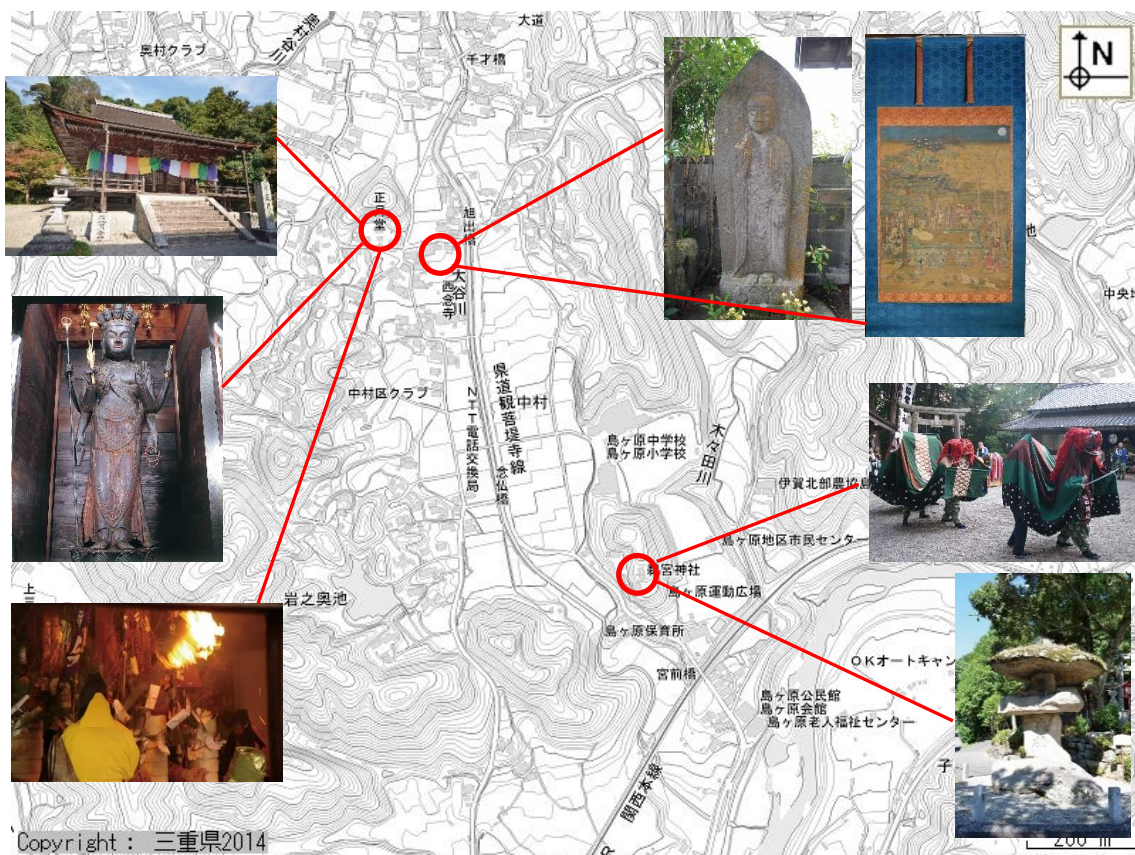 大道
奥村クラブ
千才橋
N
正月堂
旭出橋
大谷川
西念寺
中央
中村区クラブ
県道観菩提寺線
中村
NTT電話交換局
念仏橋
島ヶ原中学校
島ヶ原小学校
木々田川
伊賀北部農協島
島ヶ原地区市民センター
宮神社
島ヶ原運動広場
上三
岩之奥池
島ヶ原保育所
宮前橋
OKオートキャン
島ヶ原公民館
島ヶ原会館
島ヶ原老人福祉センター
子
関西本線
R
Copyright : 三重県2014
200 m